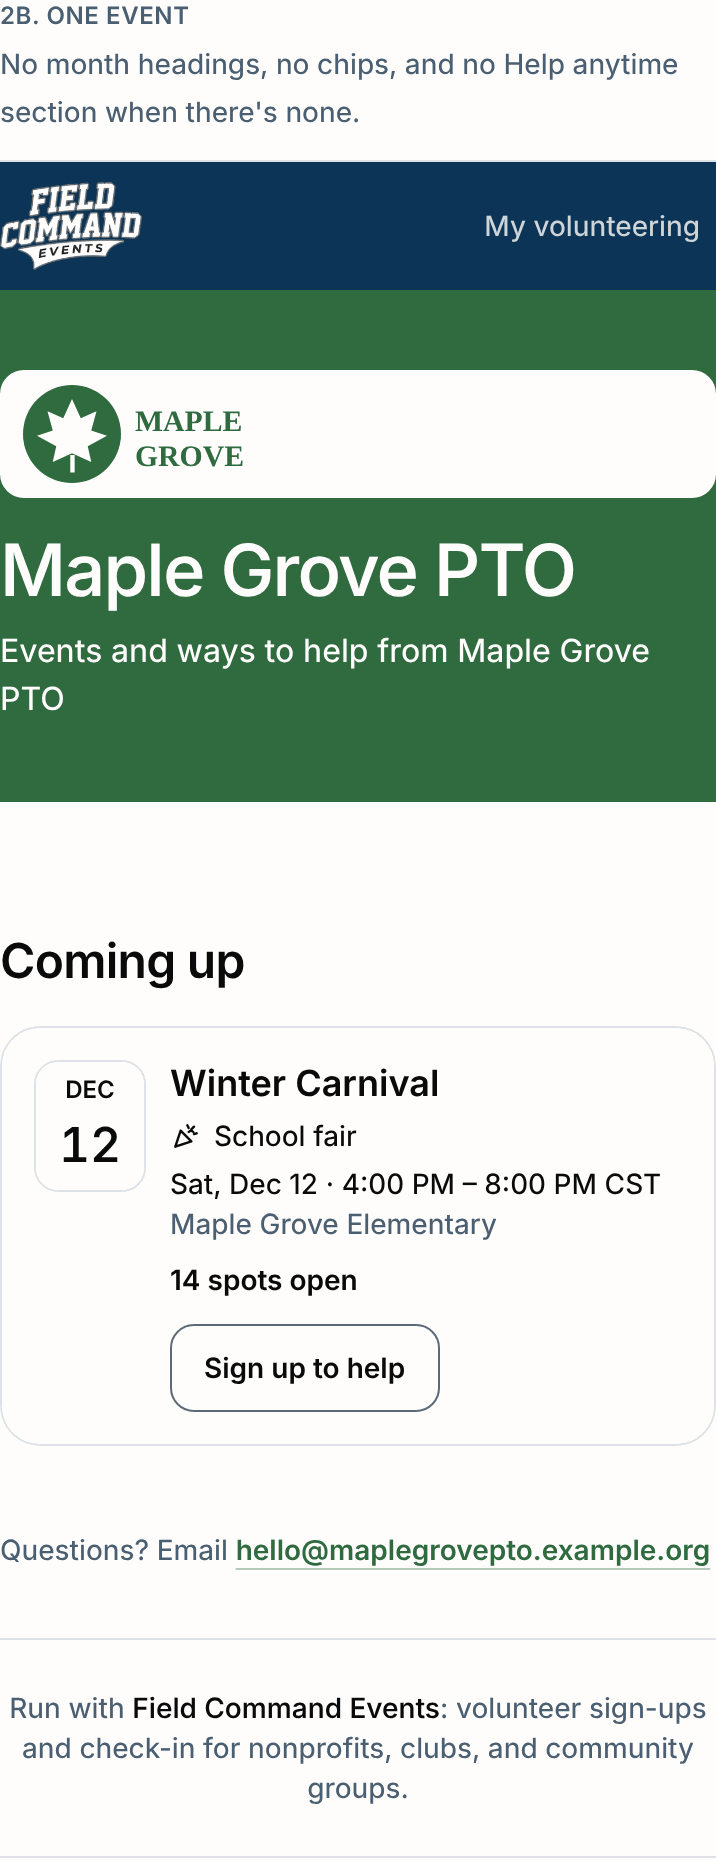 2B. ONE EVENT
No month headings, no chips, and no Help anytime
section when there's none.
FIELD
COMMAND
EVENTS
My volunteering
MAPLE
GROVE
Maple Grove PTO
Events and ways to help from Maple Grove
PTO
Coming up
DEC
12
Winter Carnival
School fair
Sat, Dec 12 · 4:00 PM – 8:00 PM CST
Maple Grove Elementary
14 spots open
Sign up to help
Questions? Email hello@maplegrovepto.example.org
Run with Field Command Events: volunteer sign-ups
and check-in for nonprofits, clubs, and community
groups.